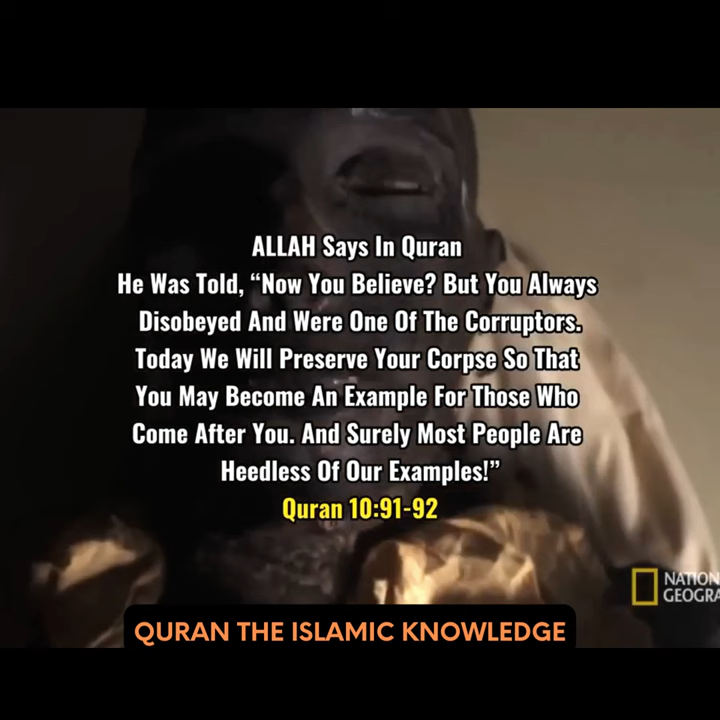 ALLAH Says In Quran
He Was Told, “Now You Believe? But You Always
Disobeyed And Were One Of The Corruptors.
Today We Will Preserve Your Corpse So That
You May Become An Example For Those Who
Come After You. And Surely Most People Are
Heedless Of Our Examples!”
Quran 10:91-92
NATION
GEOGRA
QURAN THE ISLAMIC KNOWLEDGE